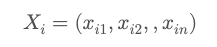 X_i = (x_{i1}, x_{i2}, , x_{in})